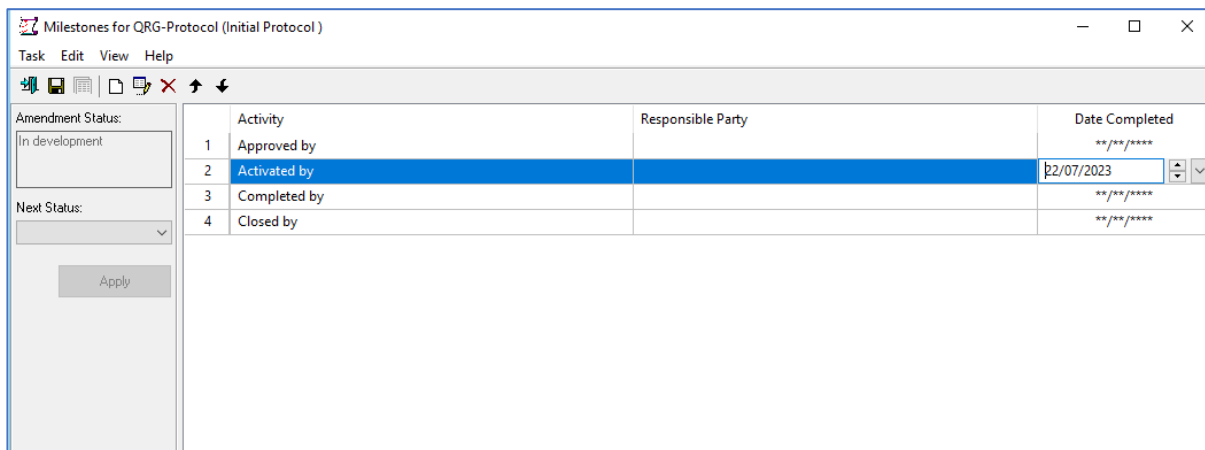 Milestones for QRG-Protocol (Initial Protocol )
Task Edit View Help
Amendment Status:
In development
Next Status:
Apply
Activity Responsible Party Date Completed
1 Approved by **/**/****
2 Activated by 22/07/2023
3 Completed by **/**/****
4 Closed by **/**/****